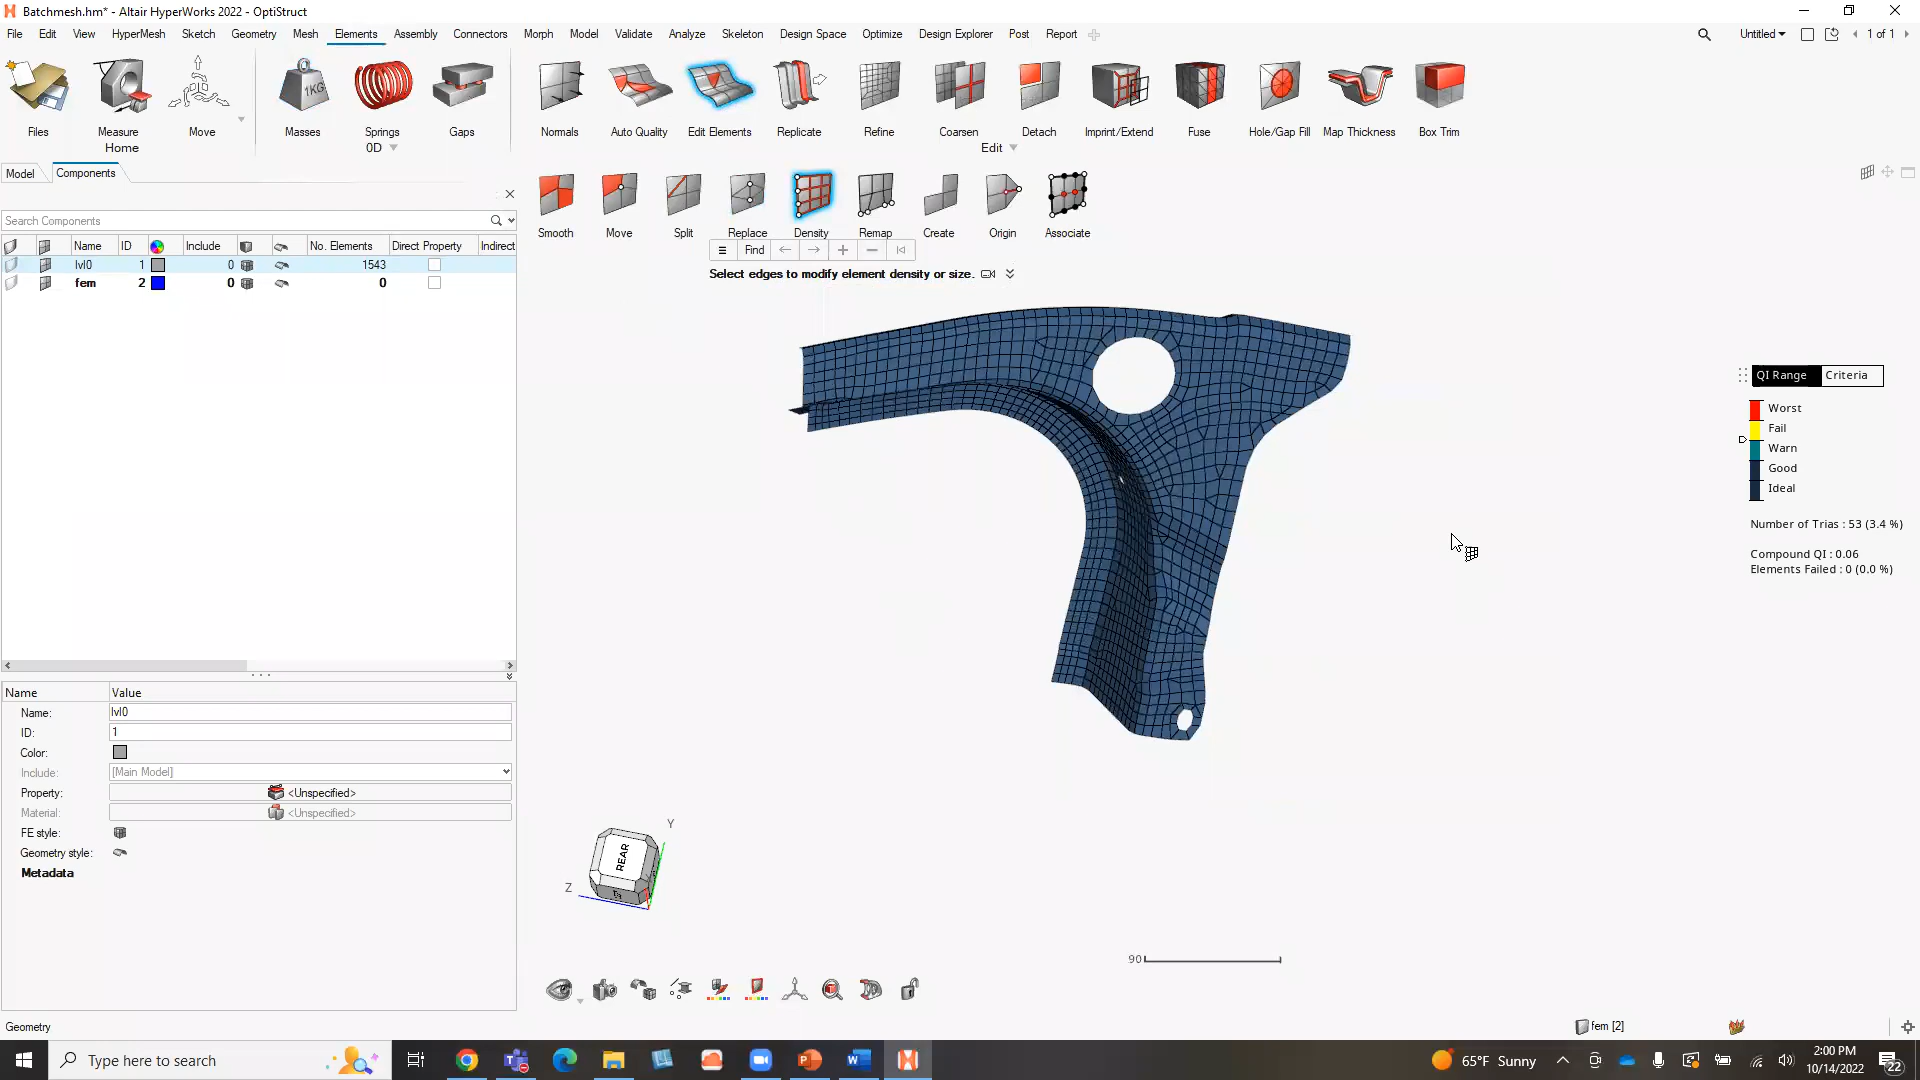 Batchmesh.hm* - Altair HyperWorks 2022 - OptiStruct
File Edit View HyperMesh Sketch Geometry Mesh Elements Assembly Connectors Morph Model Validate Analyze Skeleton Design Space Optimize Design Explorer Post Report Untitled 1 of 1
1KG
Files Measure Move Masses Springs Gaps Normals Auto Quality Edit Elements Replicate Refine Coarsen Detach Imprint/Extend Fuse Hole/Gap Fill Map Thickness Box Trim
Home 0D Edit
Model Components
Smooth Move Split Replace Density Remap Create Origin Associate
Search Components
Name ID Include No. Elements Direct Property Indirect
lvl0 1 0 1543
fem 2 0 0
Find
Select edges to modify element density or size.
QI Range Criteria
Worst
Fail
Warn
Good
Ideal
Number of Trias : 53 (3.4 %)
Compound QI : 0.06
Elements Failed : 0 (0.0 %)
Name Value
Name: lvl0
ID: 1
Color:
Include: [Main Model]
Property: <Unspecified>
Material: <Unspecified>
FE style:
Geometry style:
Metadata
Y
REAR
Z
90
Geometry
fem [2]
Type here to search
65°F Sunny
2:00 PM
10/14/2022
22